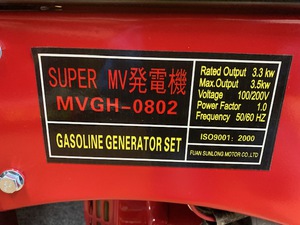 SUPER MV発電機
MVGH-0802
GASOLINE GENERATOR SET
Rated Output 3.3 kw
Max.Output 3.5kw
Voltage 100/200V
Power Factor 1.0
Frequency 50/60 HZ
ISO9001: 2000
FUAN SUNLONG MOTOR CO.,LTD